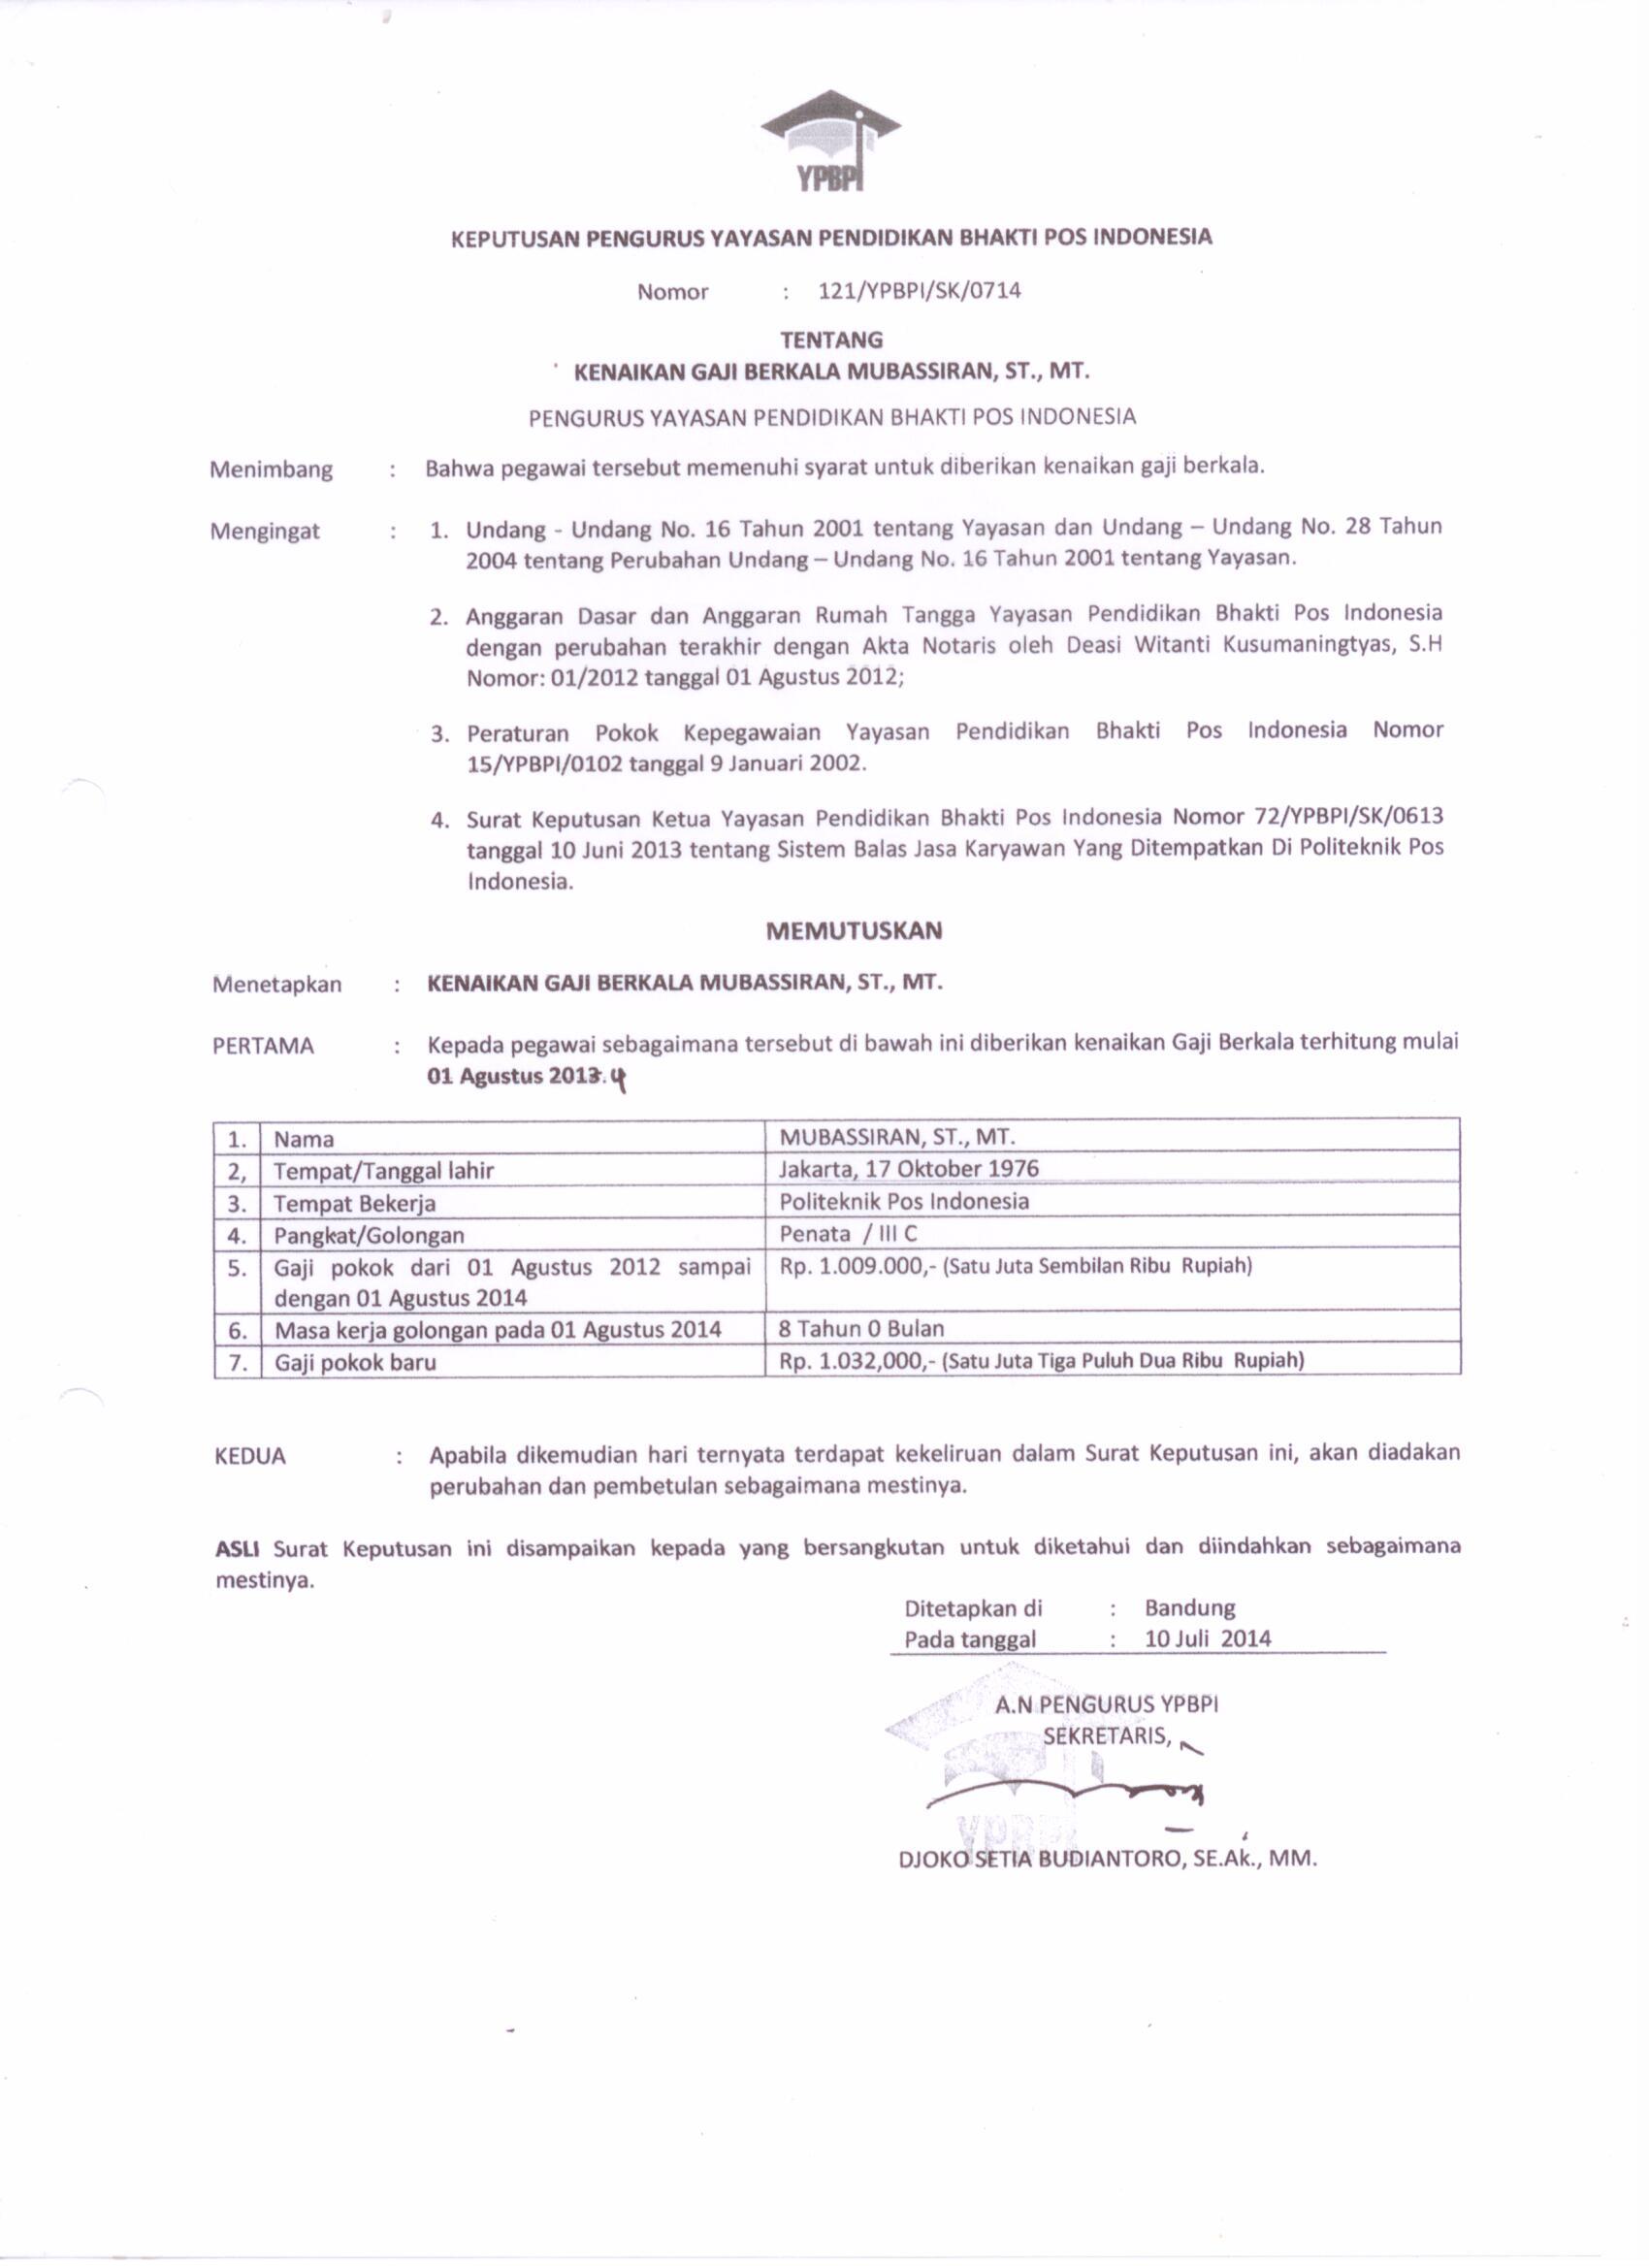 YPBPI
KEPUTUSAN PENGURUS YAYASAN PENDIDIKAN BHAKTI POS INDONESIA
Nomor : 121/YPBPI/SK/0714
TENTANG
KENAIKAN GAJI BERKALA MUBASSIRAN, ST., MT.
PENGURUS YAYASAN PENDIDIKAN BHAKTI POS INDONESIA
Menimbang : Bahwa pegawai tersebut memenuhi syarat untuk diberikan kenaikan gaji berkala.
Mengingat : 1. Undang - Undang No. 16 Tahun 2001 tentang Yayasan dan Undang – Undang No. 28 Tahun
2004 tentang Perubahan Undang – Undang No. 16 Tahun 2001 tentang Yayasan.
2. Anggaran Dasar dan Anggaran Rumah Tangga Yayasan Pendidikan Bhakti Pos Indonesia
dengan perubahan terakhir dengan Akta Notaris oleh Deasi Witanti Kusumaningtyas, S.H
Nomor: 01/2012 tanggal 01 Agustus 2012;
3. Peraturan Pokok Kepegawaian Yayasan Pendidikan Bhakti Pos Indonesia Nomor
15/YPBPI/0102 tanggal 9 Januari 2002.
4. Surat Keputusan Ketua Yayasan Pendidikan Bhakti Pos Indonesia Nomor 72/YPBPI/SK/0613
tanggal 10 Juni 2013 tentang Sistem Balas Jasa Karyawan Yang Ditempatkan Di Politeknik Pos
Indonesia.
MEMUTUSKAN
Menetapkan : KENAIKAN GAJI BERKALA MUBASSIRAN, ST., MT.
PERTAMA : Kepada pegawai sebagaimana tersebut di bawah ini diberikan kenaikan Gaji Berkala terhitung mulai
01 Agustus 2013. 4
1. Nama MUBASSIRAN, ST., MT.
2, Tempat/Tanggal lahir Jakarta, 17 Oktober 1976
3. Tempat Bekerja Politeknik Pos Indonesia
4. Pangkat/Golongan Penata / III C
5. Gaji pokok dari 01 Agustus 2012 sampai Rp. 1.009.000,- (Satu Juta Sembilan Ribu Rupiah)
dengan 01 Agustus 2014
6. Masa kerja golongan pada 01 Agustus 2014 8 Tahun 0 Bulan
7. Gaji pokok baru Rp. 1.032,000,- (Satu Juta Tiga Puluh Dua Ribu Rupiah)
KEDUA : Apabila dikemudian hari ternyata terdapat kekeliruan dalam Surat Keputusan ini, akan diadakan
perubahan dan pembetulan sebagaimana mestinya.
ASLI Surat Keputusan ini disampaikan kepada yang bersangkutan untuk diketahui dan diindahkan sebagaimana
mestinya.
Ditetapkan di : Bandung
Pada tanggal : 10 Juli 2014
A.N PENGURUS YPBPI
SEKRETARIS,
YPBPI
DJOKO SETIA BUDIANTORO, SE.Ak., MM.